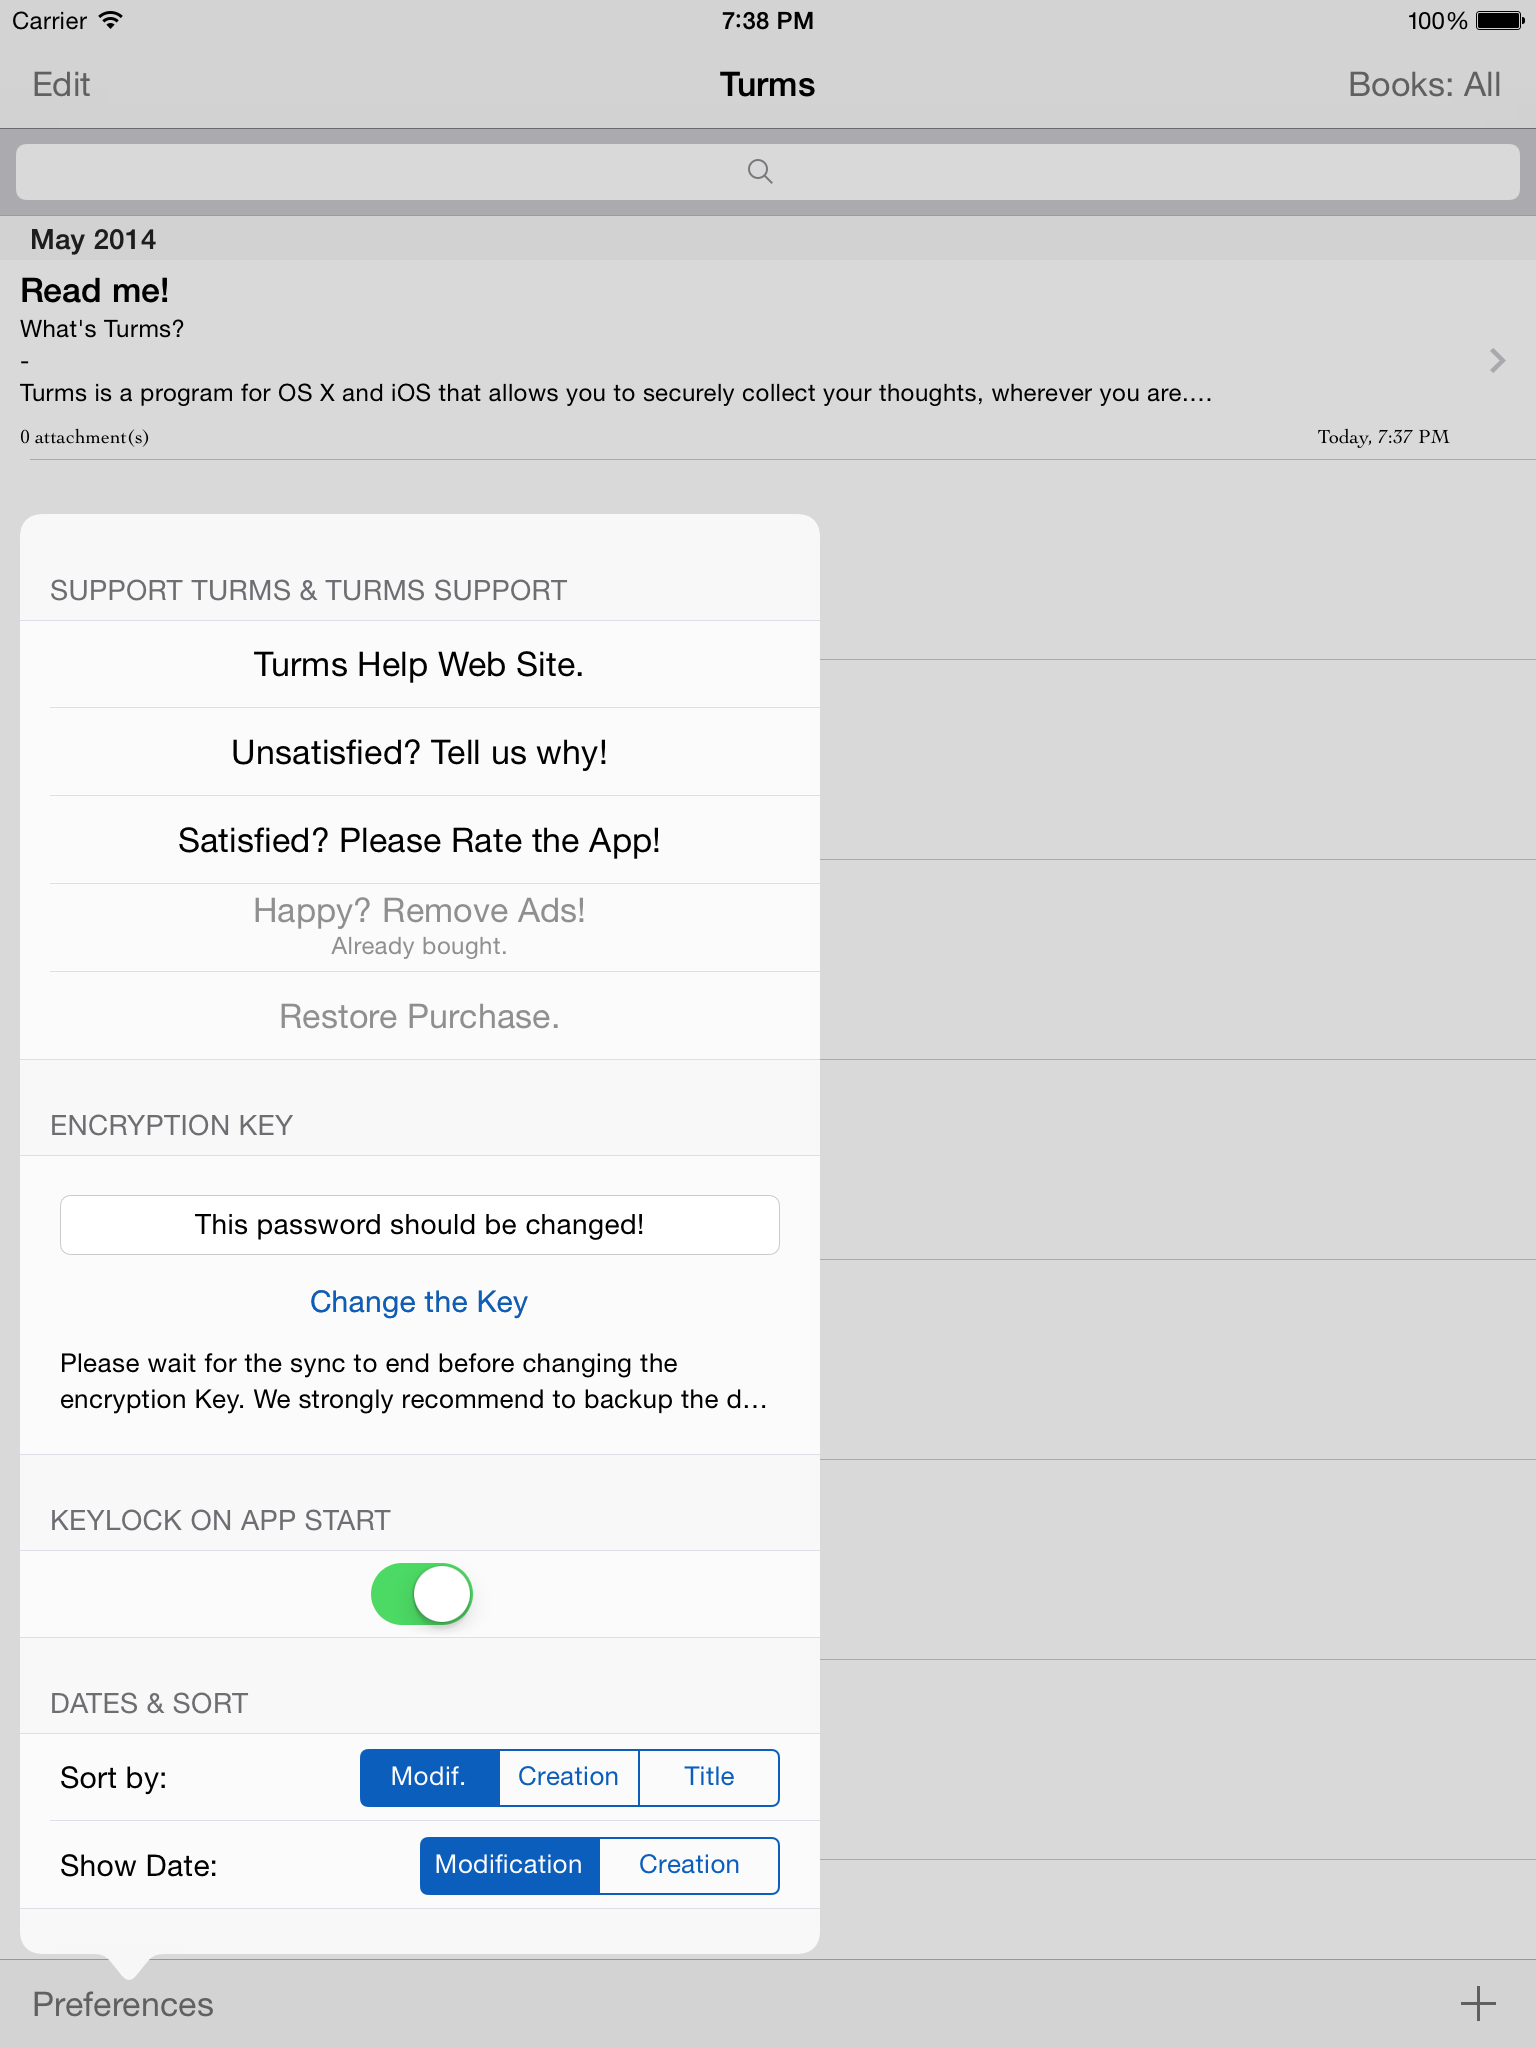 Carrier
7:38 PM
100%
Edit
Turms
Books: All
May 2014
Read me!
What's Turms?
-
Turms is a program for OS X and iOS that allows you to securely collect your thoughts, wherever you are....
0 attachment(s)
Today, 7:37 PM
SUPPORT TURMS & TURMS SUPPORT
Turms Help Web Site.
Unsatisfied? Tell us why!
Satisfied? Please Rate the App!
Happy? Remove Ads!
Already bought.
Restore Purchase.
ENCRYPTION KEY
This password should be changed!
Change the Key
Please wait for the sync to end before changing the
encryption Key. We strongly recommend to backup the d...
KEYLOCK ON APP START
DATES & SORT
Sort by:
Modif.
Creation
Title
Show Date:
Modification
Creation
Preferences